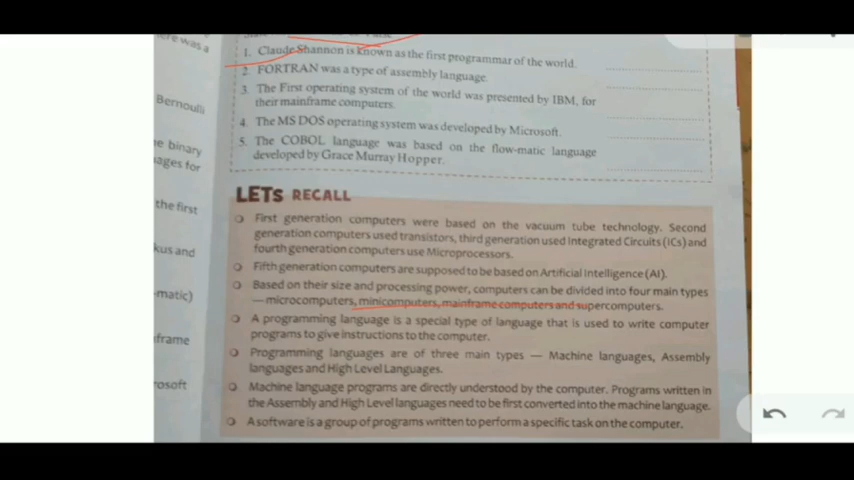 ere was a
Bernoulli
e binary
ages for
the first
kus and
-matic)
frame
rosoft
1. Claude Shannon is known as the first programmar of the world.
2. FORTRAN was a type of assembly language.
3. The First operating system of the world was presented by IBM, for
their mainframe computers.
4. The MS DOS operating system was developed by Microsoft.
5. The COBOL language was based on the flow-matic language
developed by Grace Murray Hopper.
LETS RECALL
First generation computers were based on the vacuum tube technology. Second
generation computers used transistors, third generation used Integrated Circuits (ICs) and
fourth generation computers use Microprocessors.
Fifth generation computers are supposed to be based on Artificial Intelligence (AI).
Based on their size and processing power, computers can be divided into four main types
—microcomputers, minicomputers, mainframe computers and supercomputers.
A programming language is a special type of language that is used to write computer
programs to give instructions to the computer.
Programming languages are of three main types — Machine languages, Assembly
languages and High Level Languages.
Machine language programs are directly understood by the computer. Programs written in
the Assembly and High Level languages need to be first converted into the machine language.
A software is a group of programs written to perform a specific task on the computer.